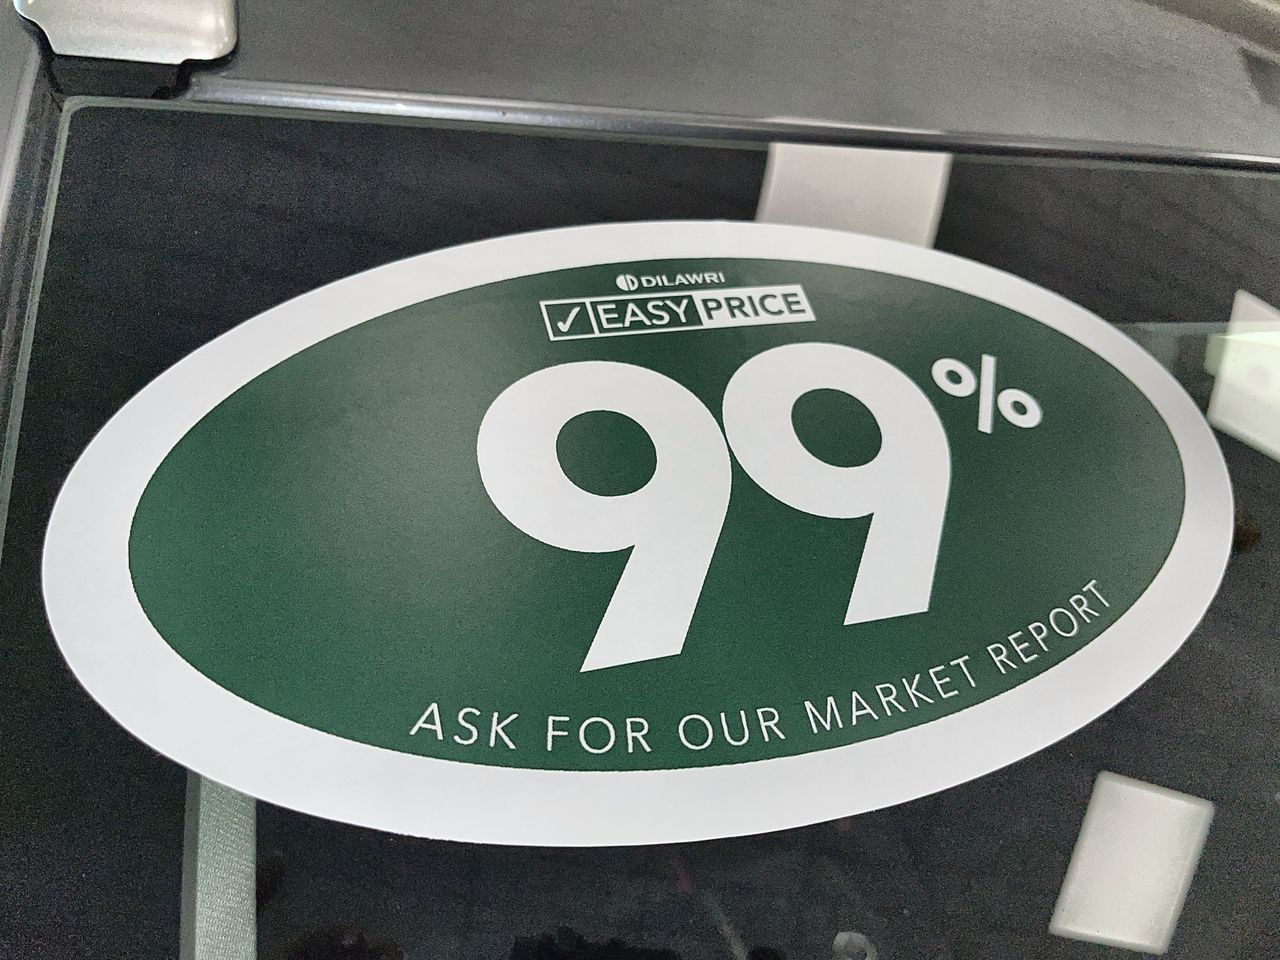 DILAWRI
✓ EASY PRICE
99%
ASK FOR OUR MARKET REPORT